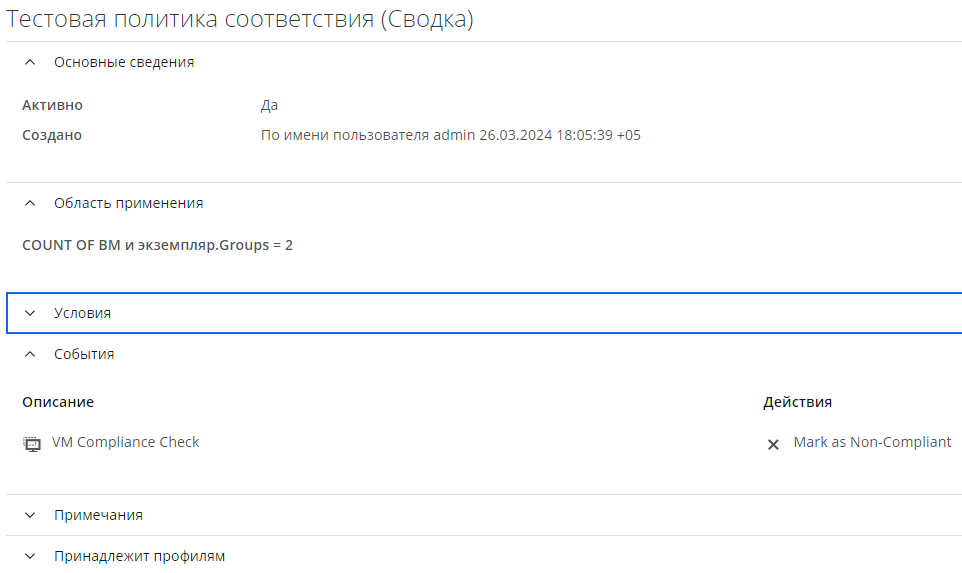 Тестовая политика соответствия (Сводка)
Основные сведения
Активно Да
Создано По имени пользователя admin 26.03.2024 18:05:39 +05
Область применения
COUNT OF ВМ и экземпляр.Groups = 2
Условия
События
Описание Действия
VM Compliance Check Mark as Non-Compliant
Примечания
Принадлежит профилям